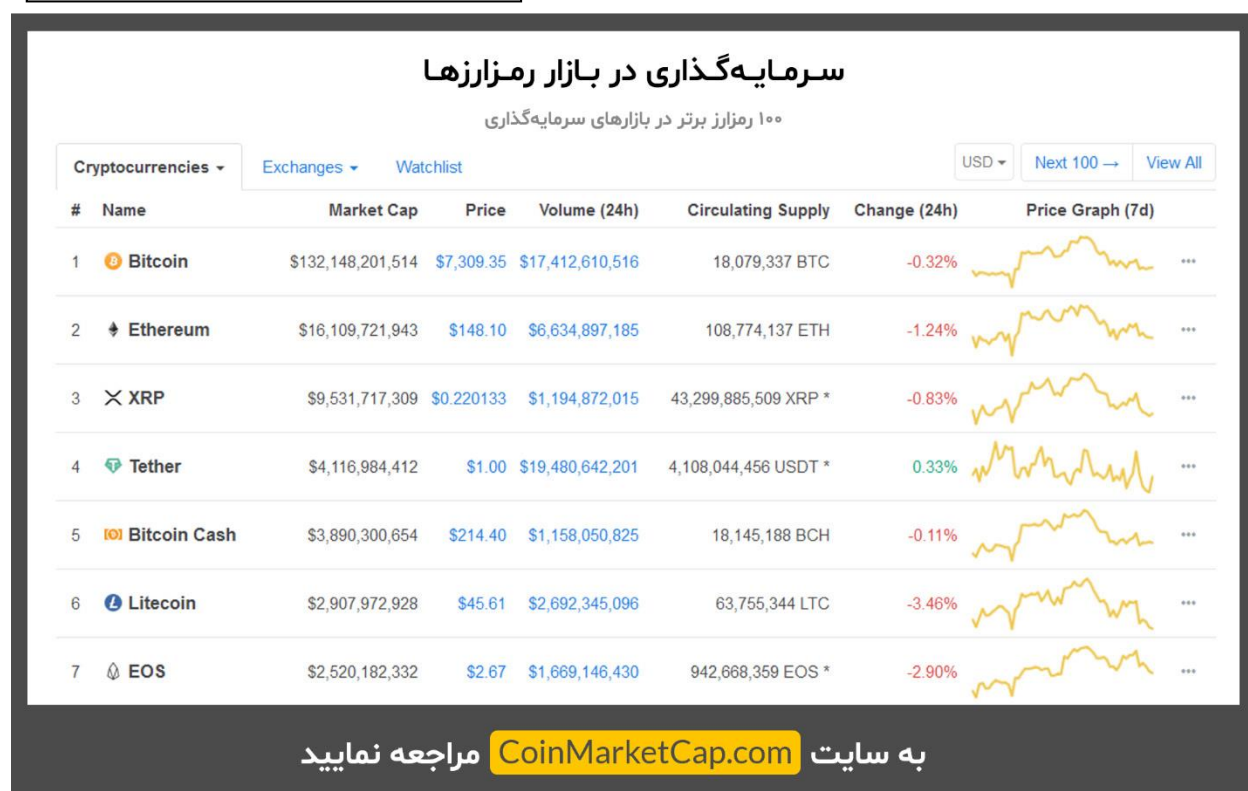 سرمایه‌گذاری در بازار رمزارزها
۱۰۰ رمزارز برتر در بازارهای سرمایه‌گذاری
Cryptocurrencies Exchanges Watchlist USD Next 100 → View All
# Name Market Cap Price Volume (24h) Circulating Supply Change (24h) Price Graph (7d)
1 Bitcoin $132,148,201,514 $7,309.35 $17,412,610,516 18,079,337 BTC -0.32%
2 Ethereum $16,109,721,943 $148.10 $6,634,897,185 108,774,137 ETH -1.24%
3 XRP $9,531,717,309 $0.220133 $1,194,872,015 43,299,885,509 XRP * -0.83%
4 Tether $4,116,984,412 $1.00 $19,480,642,201 4,108,044,456 USDT * 0.33%
5 Bitcoin Cash $3,890,300,654 $214.40 $1,158,050,825 18,145,188 BCH -0.11%
6 Litecoin $2,907,972,928 $45.61 $2,692,345,096 63,755,344 LTC -3.46%
7 EOS $2,520,182,332 $2.67 $1,669,146,430 942,668,359 EOS * -2.90%
به سایت CoinMarketCap.com مراجعه نمایید